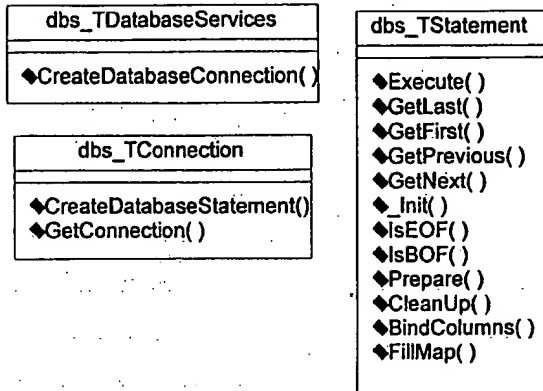 dbs_TDatabaseServices
◆CreateDatabaseConnection( )
dbs_TConnection
◆CreateDatabaseStatement()
◆GetConnection( )
dbs_TStatement
◆Execute( )
◆GetLast( )
◆GetFirst( )
◆GetPrevious( )
◆GetNext( )
◆_Init( )
◆IsEOF( )
◆IsBOF( )
◆Prepare( )
◆CleanUp( )
◆BindColumns( )
◆FillMap( )